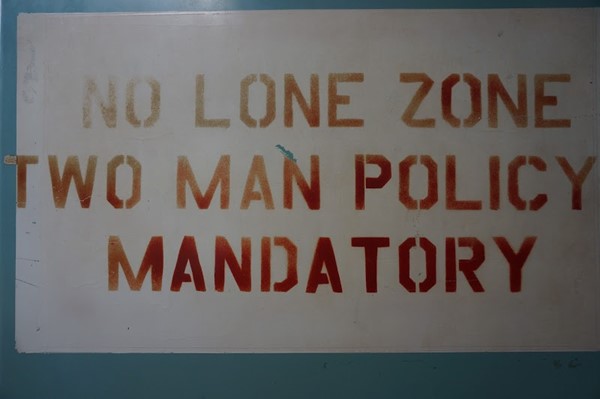 NO LONE ZONE
TWO MAN POLICY
MANDATORY